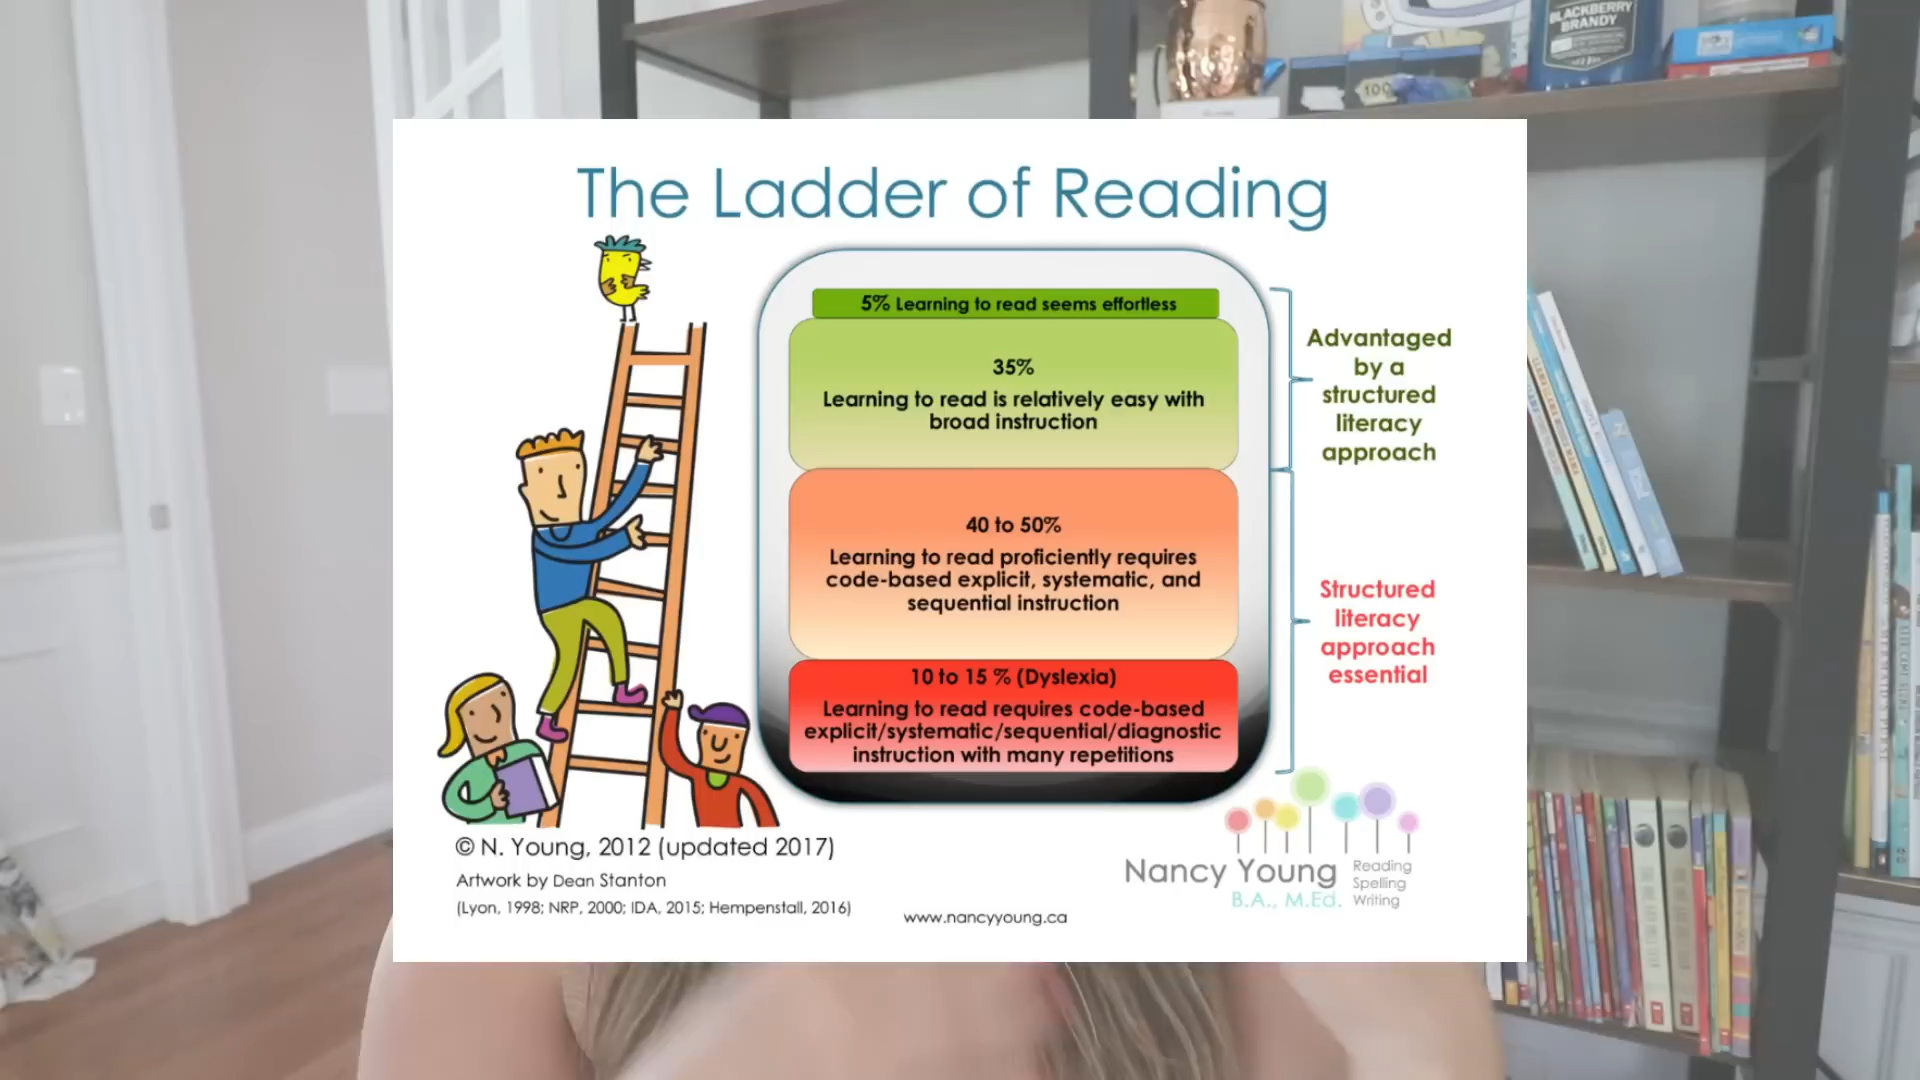 BLACKBERRY
BRANDY
100
The Ladder of Reading
5% Learning to read seems effortless
35%
Learning to read is relatively easy with
broad instruction
40 to 50%
Learning to read proficiently requires
code-based explicit, systematic, and
sequential instruction
10 to 15 % (Dyslexia)
Learning to read requires code-based
explicit/systematic/sequential/diagnostic
instruction with many repetitions
Advantaged
by a
structured
literacy
approach
Structured
literacy
approach
essential
© N. Young, 2012 (updated 2017)
Artwork by Dean Stanton
(Lyon, 1998; NRP, 2000; IDA, 2015; Hempenstall, 2016)
www.nancyyoung.ca
Nancy Young
B.A., M.Ed.
Reading
Spelling
Writing